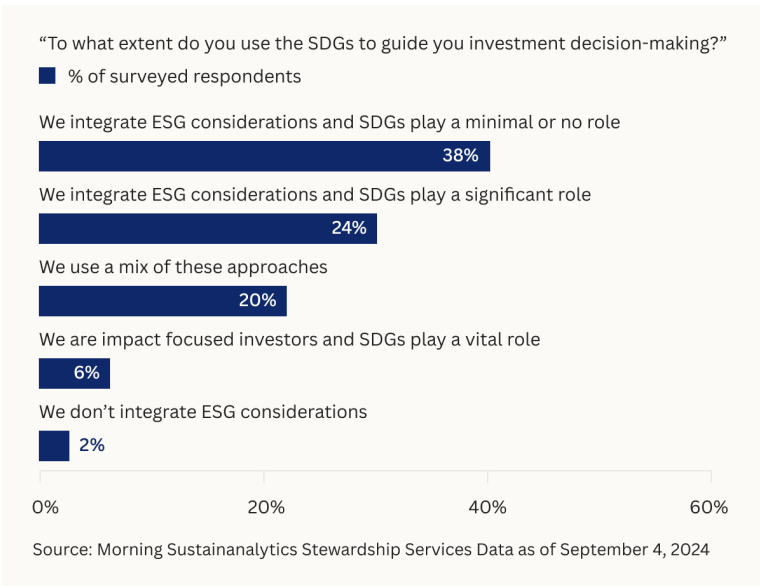 “To what extent do you use the SDGs to guide you investment decision-making?”
% of surveyed respondents
We integrate ESG considerations and SDGs play a minimal or no role
38%
We integrate ESG considerations and SDGs play a significant role
24%
We use a mix of these approaches
20%
We are impact focused investors and SDGs play a vital role
6%
We don’t integrate ESG considerations
2%
0% 20% 40% 60%
Source: Morning Sustainanalytics Stewardship Services Data as of September 4, 2024